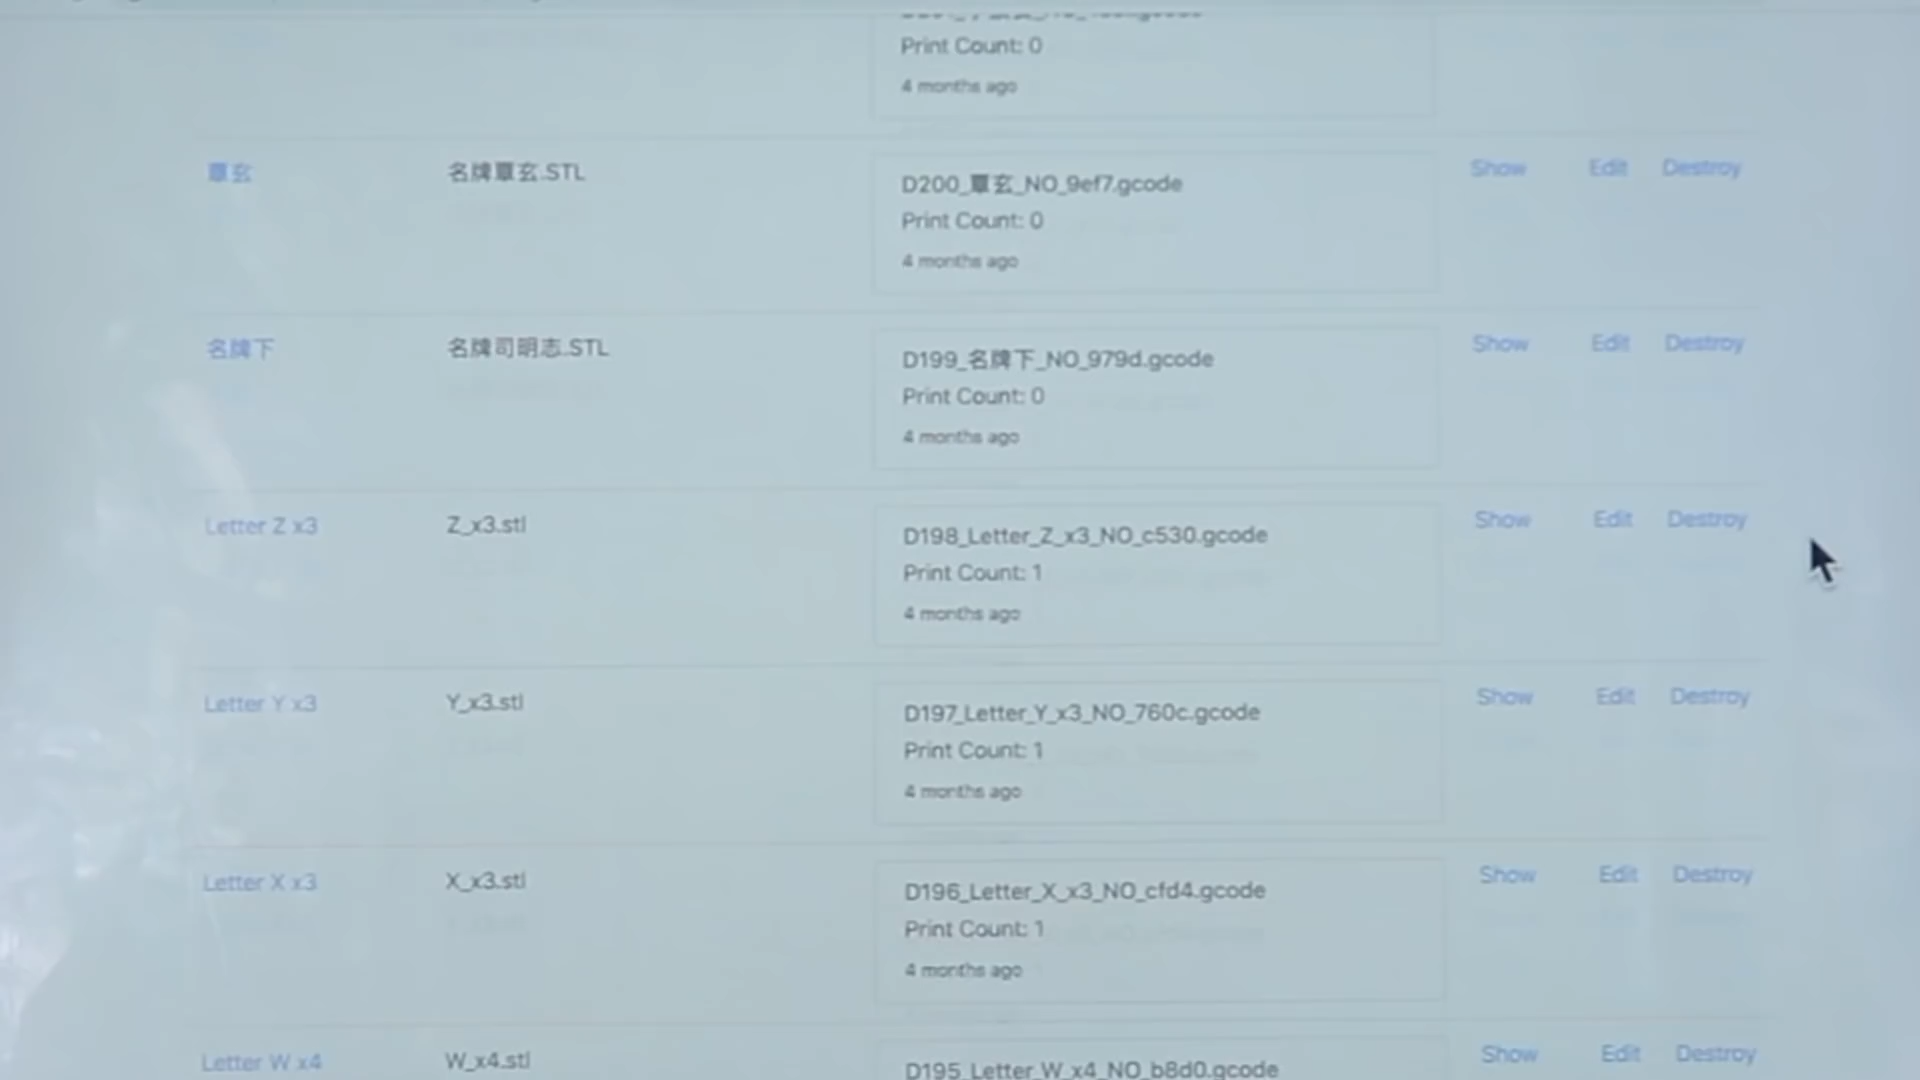 Print Count: 0
4 months ago
覃玄 名牌覃玄.STL D200_覃玄_NO_9ef7.gcode Show Edit Destroy
Print Count: 0
4 months ago
名牌下 名牌司明志.STL D199_名牌下_NO_979d.gcode Show Edit Destroy
Print Count: 0
4 months ago
Letter Z x3 Z_x3.stl D198_Letter_Z_x3_NO_c530.gcode Show Edit Destroy
Print Count: 1
4 months ago
Letter Y x3 Y_x3.stl D197_Letter_Y_x3_NO_760c.gcode Show Edit Destroy
Print Count: 1
4 months ago
Letter X x3 X_x3.stl D196_Letter_X_x3_NO_cfd4.gcode Show Edit Destroy
Print Count: 1
4 months ago
Letter W x4 W_x4.stl D195_Letter_W_x4_NO_b8d0.gcode Show Edit Destroy